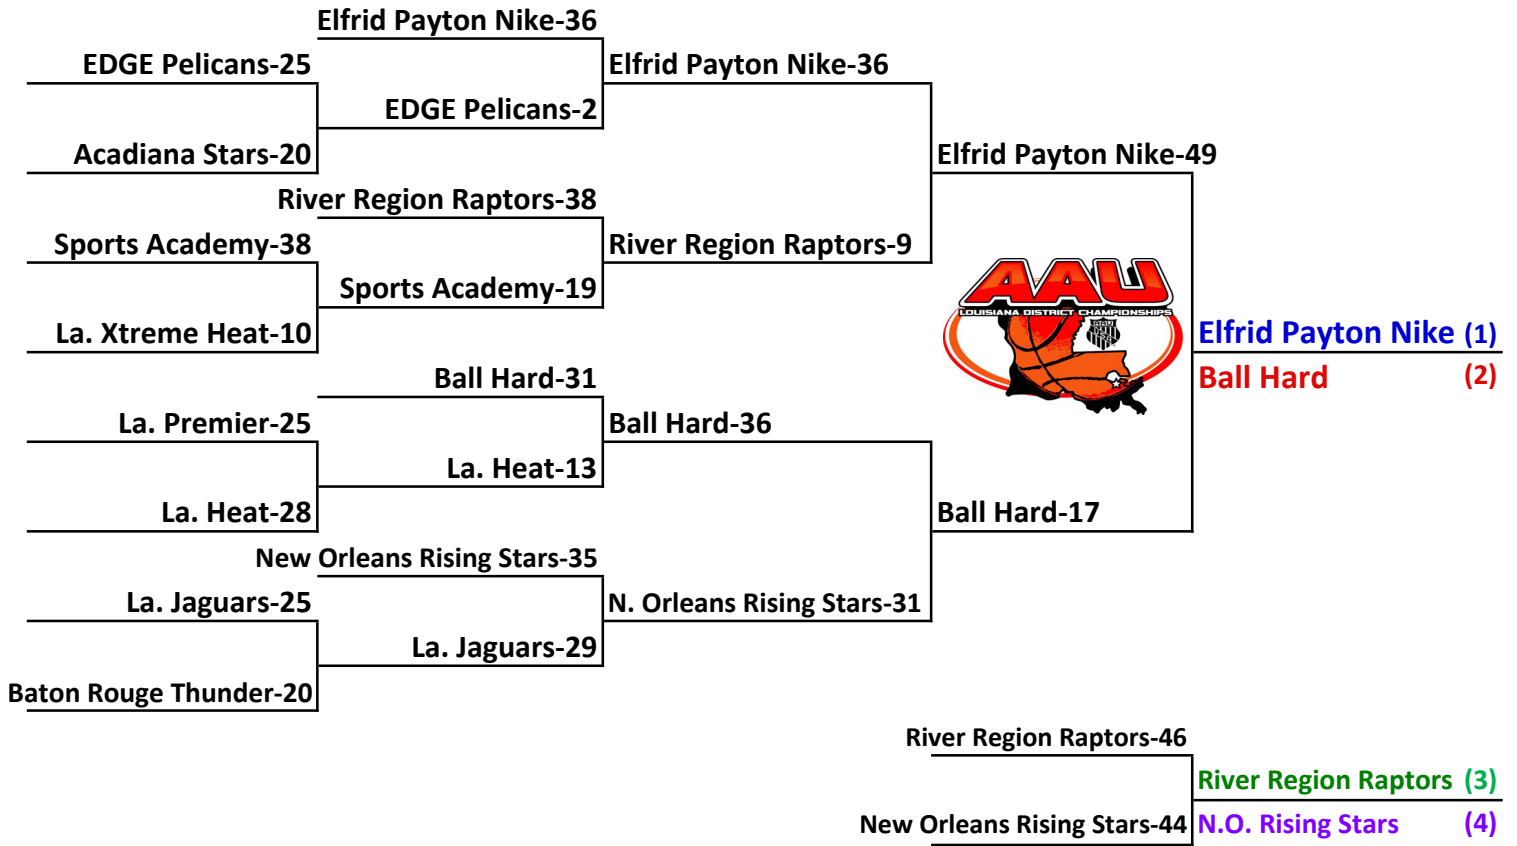 Elfrid Payton Nike-36
EDGE Pelicans-25
Elfrid Payton Nike-36
EDGE Pelicans-2
Acadiana Stars-20
Elfrid Payton Nike-49
River Region Raptors-38
Sports Academy-38
River Region Raptors-9
Sports Academy-19
AAU
LOUISIANA DISTRICT CHAMPIONSHIPS
AAU
La. Xtreme Heat-10
Elfrid Payton Nike (1)
Ball Hard (2)
Ball Hard-31
La. Premier-25
Ball Hard-36
La. Heat-13
La. Heat-28
Ball Hard-17
New Orleans Rising Stars-35
La. Jaguars-25
N. Orleans Rising Stars-31
La. Jaguars-29
Baton Rouge Thunder-20
River Region Raptors-46
River Region Raptors (3)
New Orleans Rising Stars-44
N.O. Rising Stars (4)